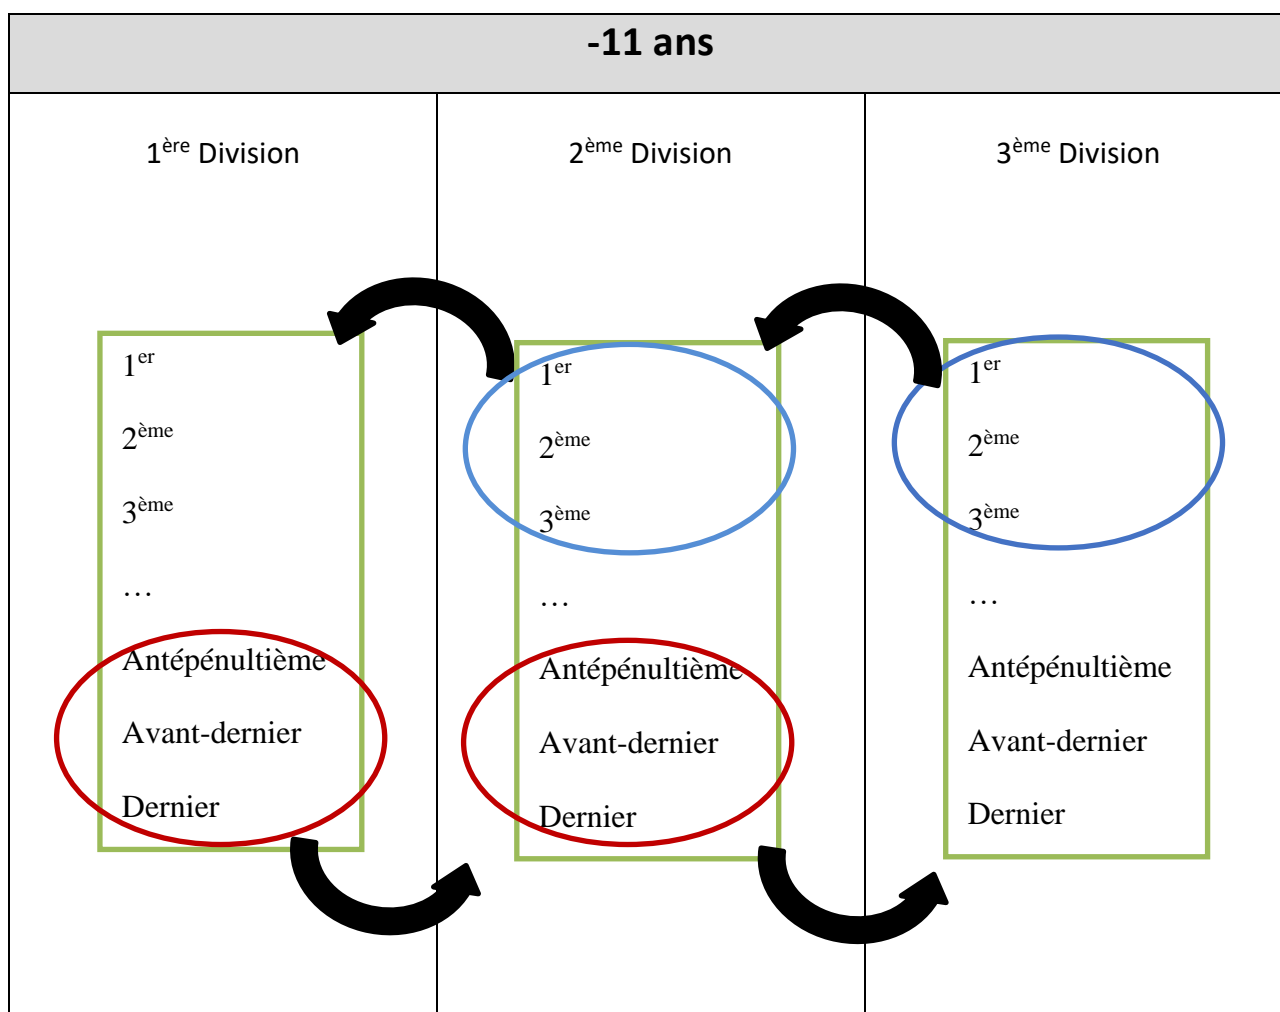 -11 ans
1ère Division
2ème Division
3ème Division
1er
2ème
3ème
…
Antépénultième
Avant-dernier
Dernier
1er
2ème
3ème
…
Antépénultième
Avant-dernier
Dernier
1er
2ème
3ème
…
Antépénultième
Avant-dernier
Dernier